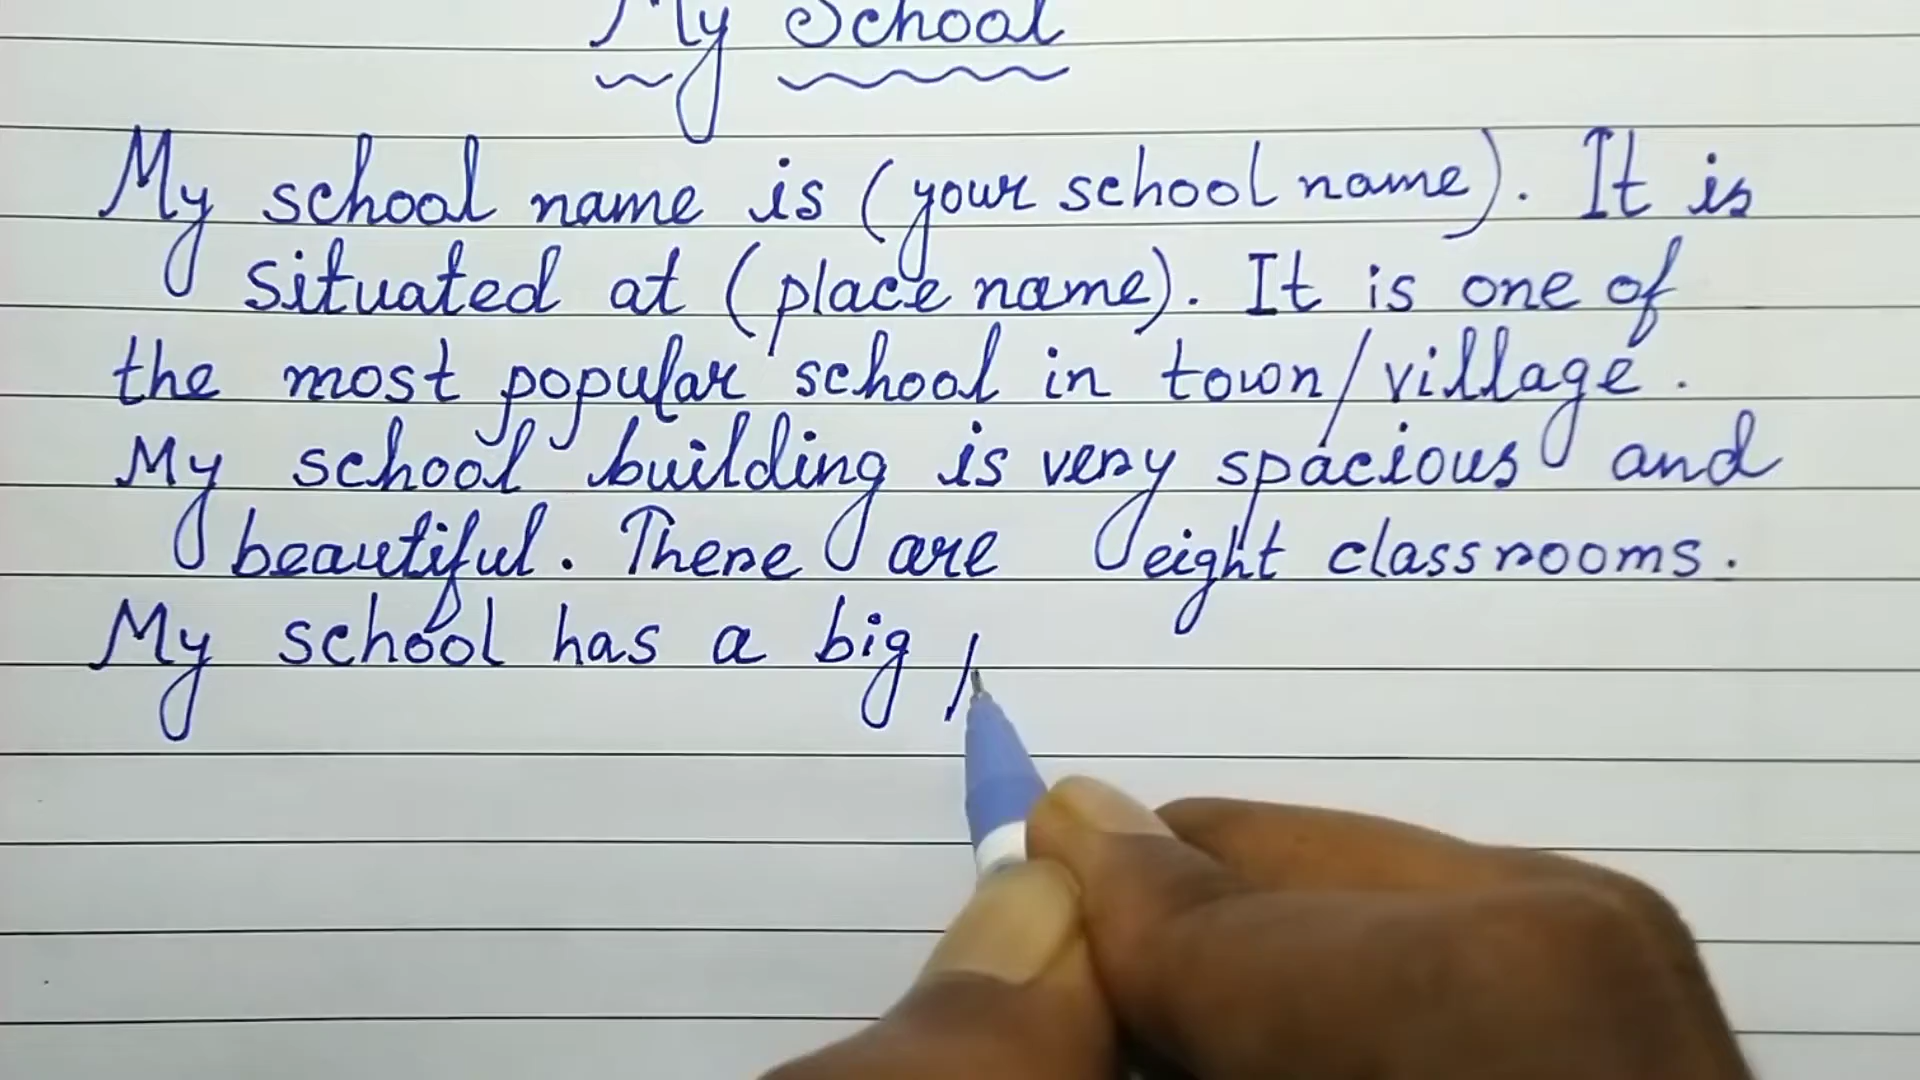 My School
My school name is (your school name). It is
situated at (place name). It is one of
the most popular school in town/village.
My school building is very spacious and
beautiful. There are eight classrooms.
My school has a big